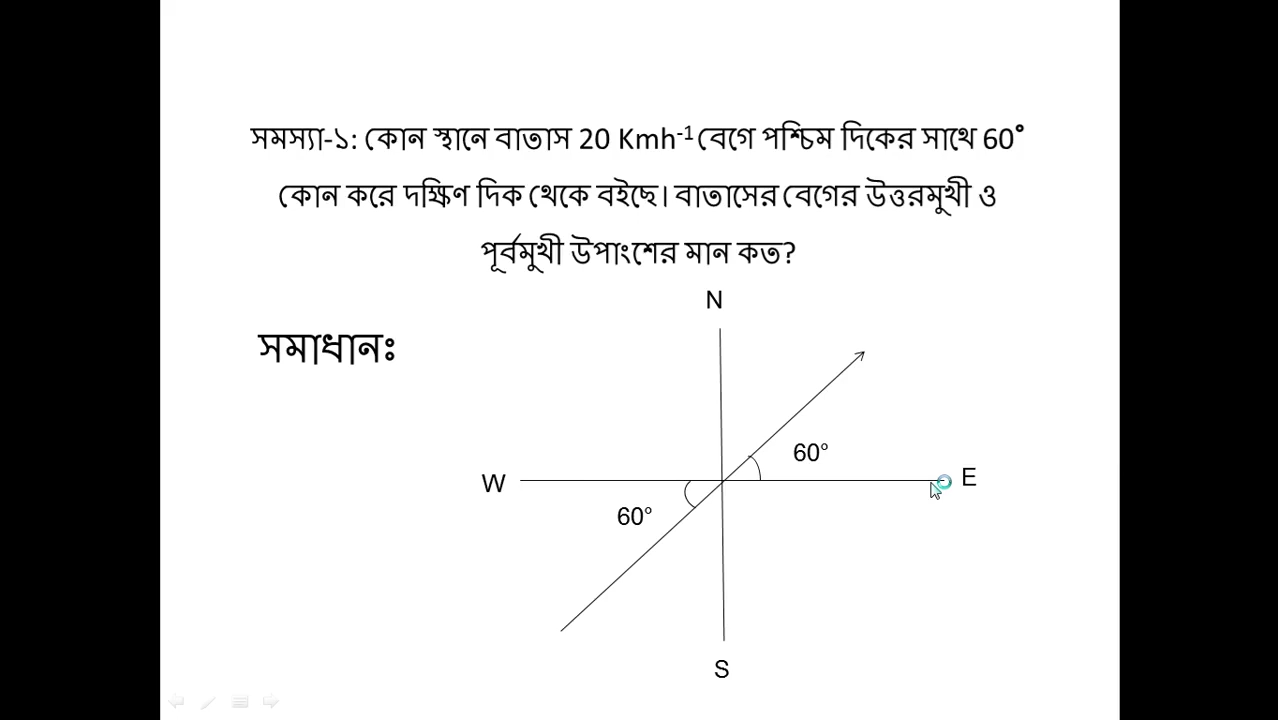 সমস্যা-১: কোন স্থানে বাতাস 20 Kmh⁻¹ বেগে পশ্চিম দিকের সাথে 60°
কোন করে দক্ষিণ দিক থেকে বইছে। বাতাসের বেগের উত্তরমুখী ও
পূর্বমুখী উপাংশের মান কত?
N
সমাধানঃ
60°
W
E
60°
S